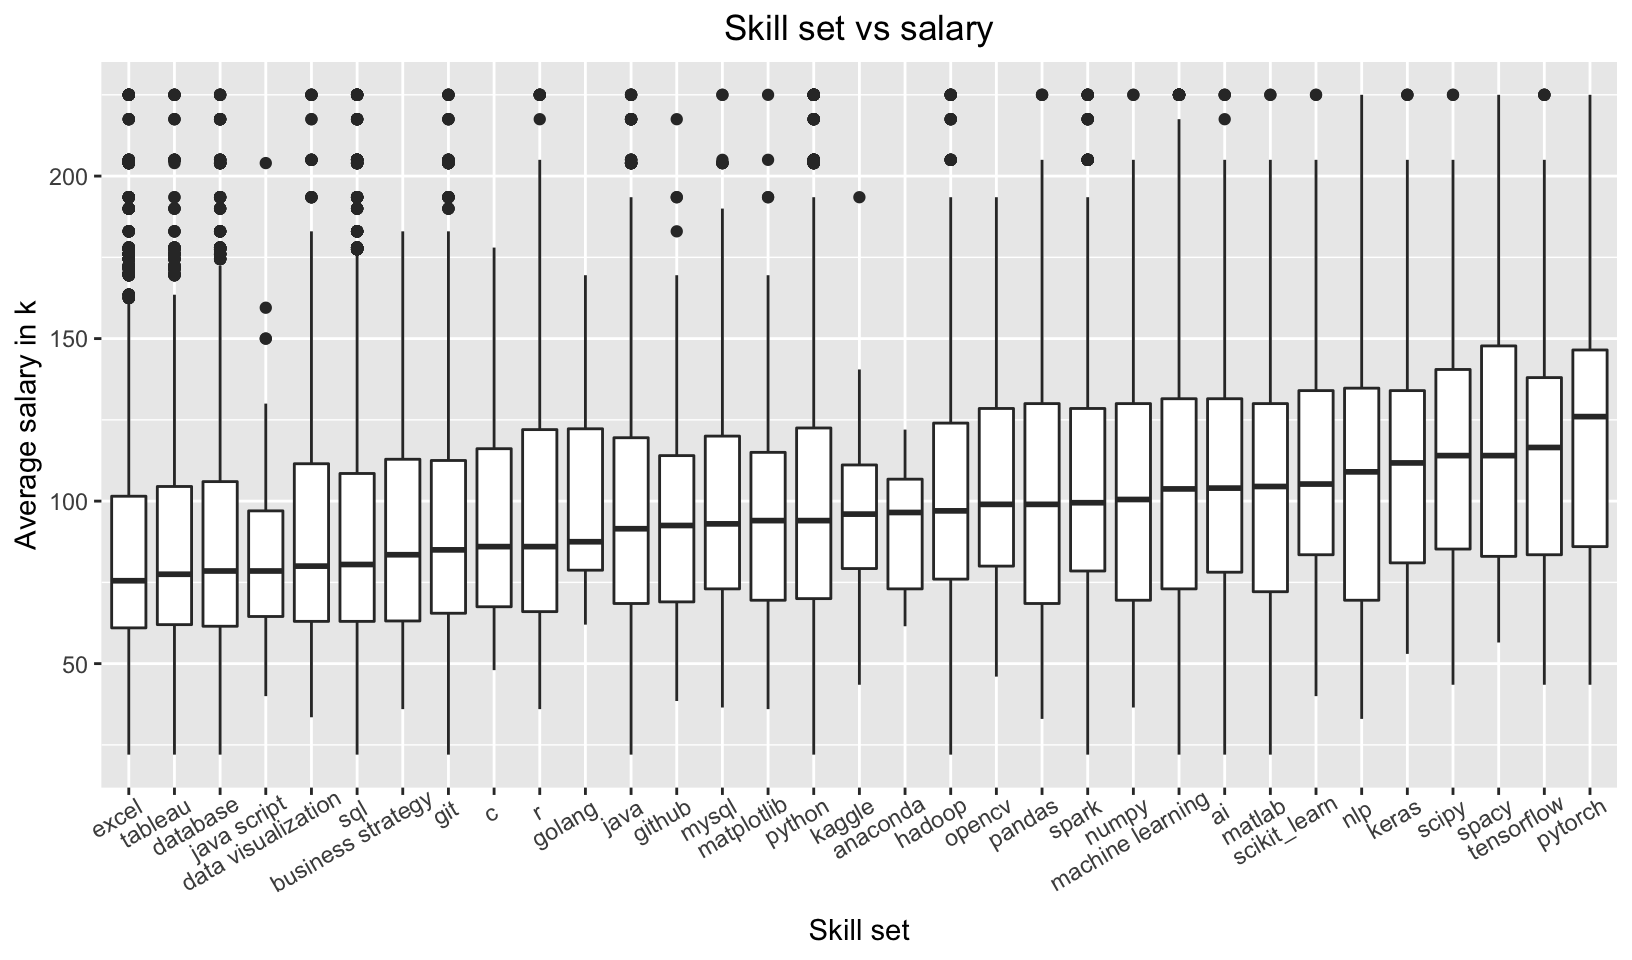 Skill set vs salary
Average salary in k
200
150
100
50
excel
tableau
database
java script
data visualization
sql
business strategy
git
c
r
golang
java
github
mysql
matplotlib
python
kaggle
anaconda
hadoop
opencv
pandas
spark
numpy
machine learning
ai
matlab
scikit_learn
nlp
keras
scipy
spacy
tensorflow
pytorch
Skill set